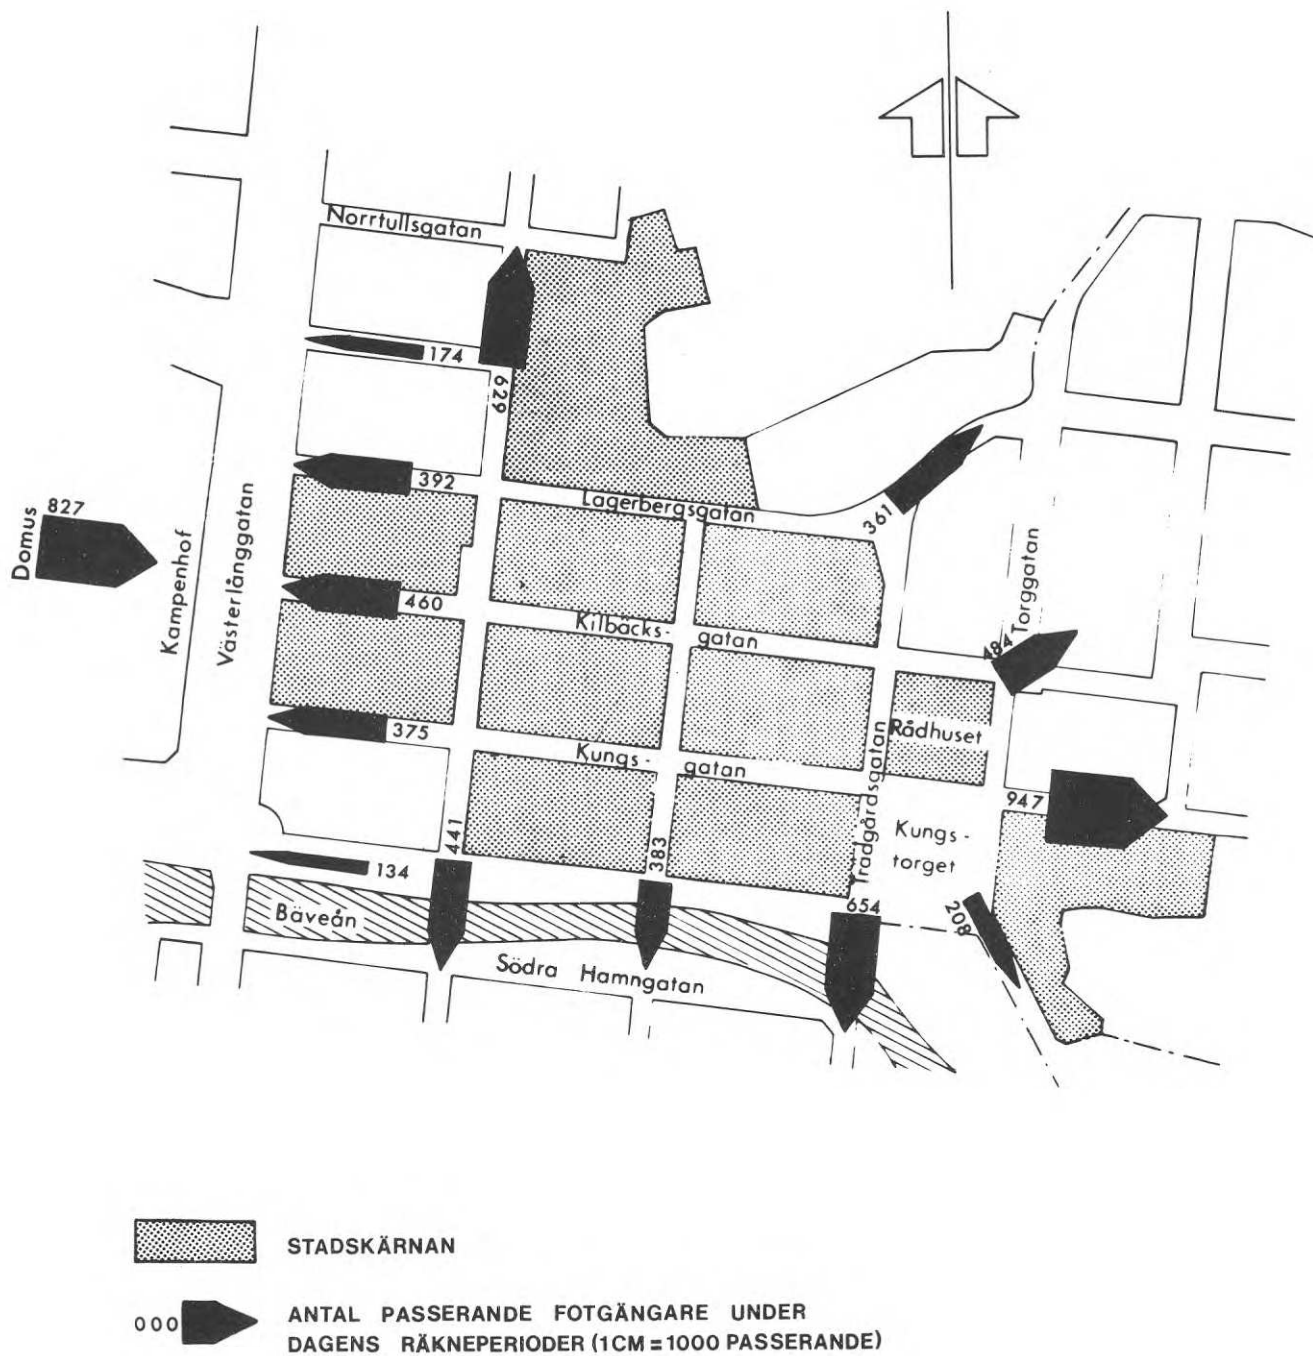 Norrtullsgatan
174
629
392
Lagerbergsgatan
361
827
Domus
Kampenhof
Västerlånggatan
460
Kilbäcks- gatan
484
Torggatan
375
Kungs- gatan
Trädgårdsgatan
Rådhuset
947
Kungs-
torget
441
383
134
654
208
Bäveån
Södra Hamngatan
STADSKÄRNAN
000
ANTAL PASSERANDE FOTGÄNGARE UNDER
DAGENS RÄKNEPERIODER (1CM = 1000 PASSERANDE)